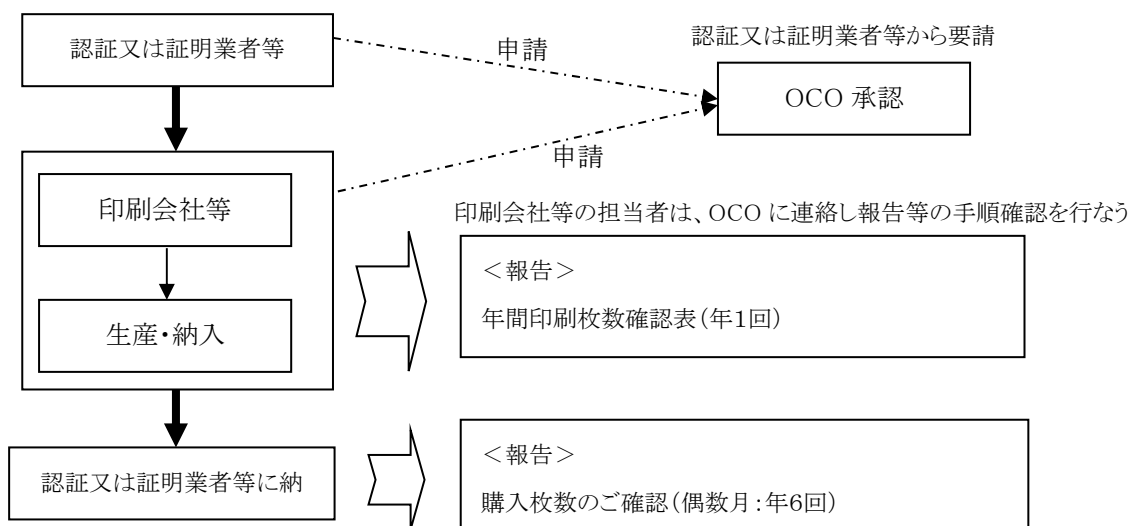 認証又は証明業者等
申請
認証又は証明業者等から要請
OCO 承認
申請
印刷会社等
印刷会社等の担当者は、OCO に連絡し報告等の手順確認を行なう
<報告>
年間印刷枚数確認表(年1回)
生産・納入
認証又は証明業者等に納
<報告>
購入枚数のご確認(偶数月:年6回)